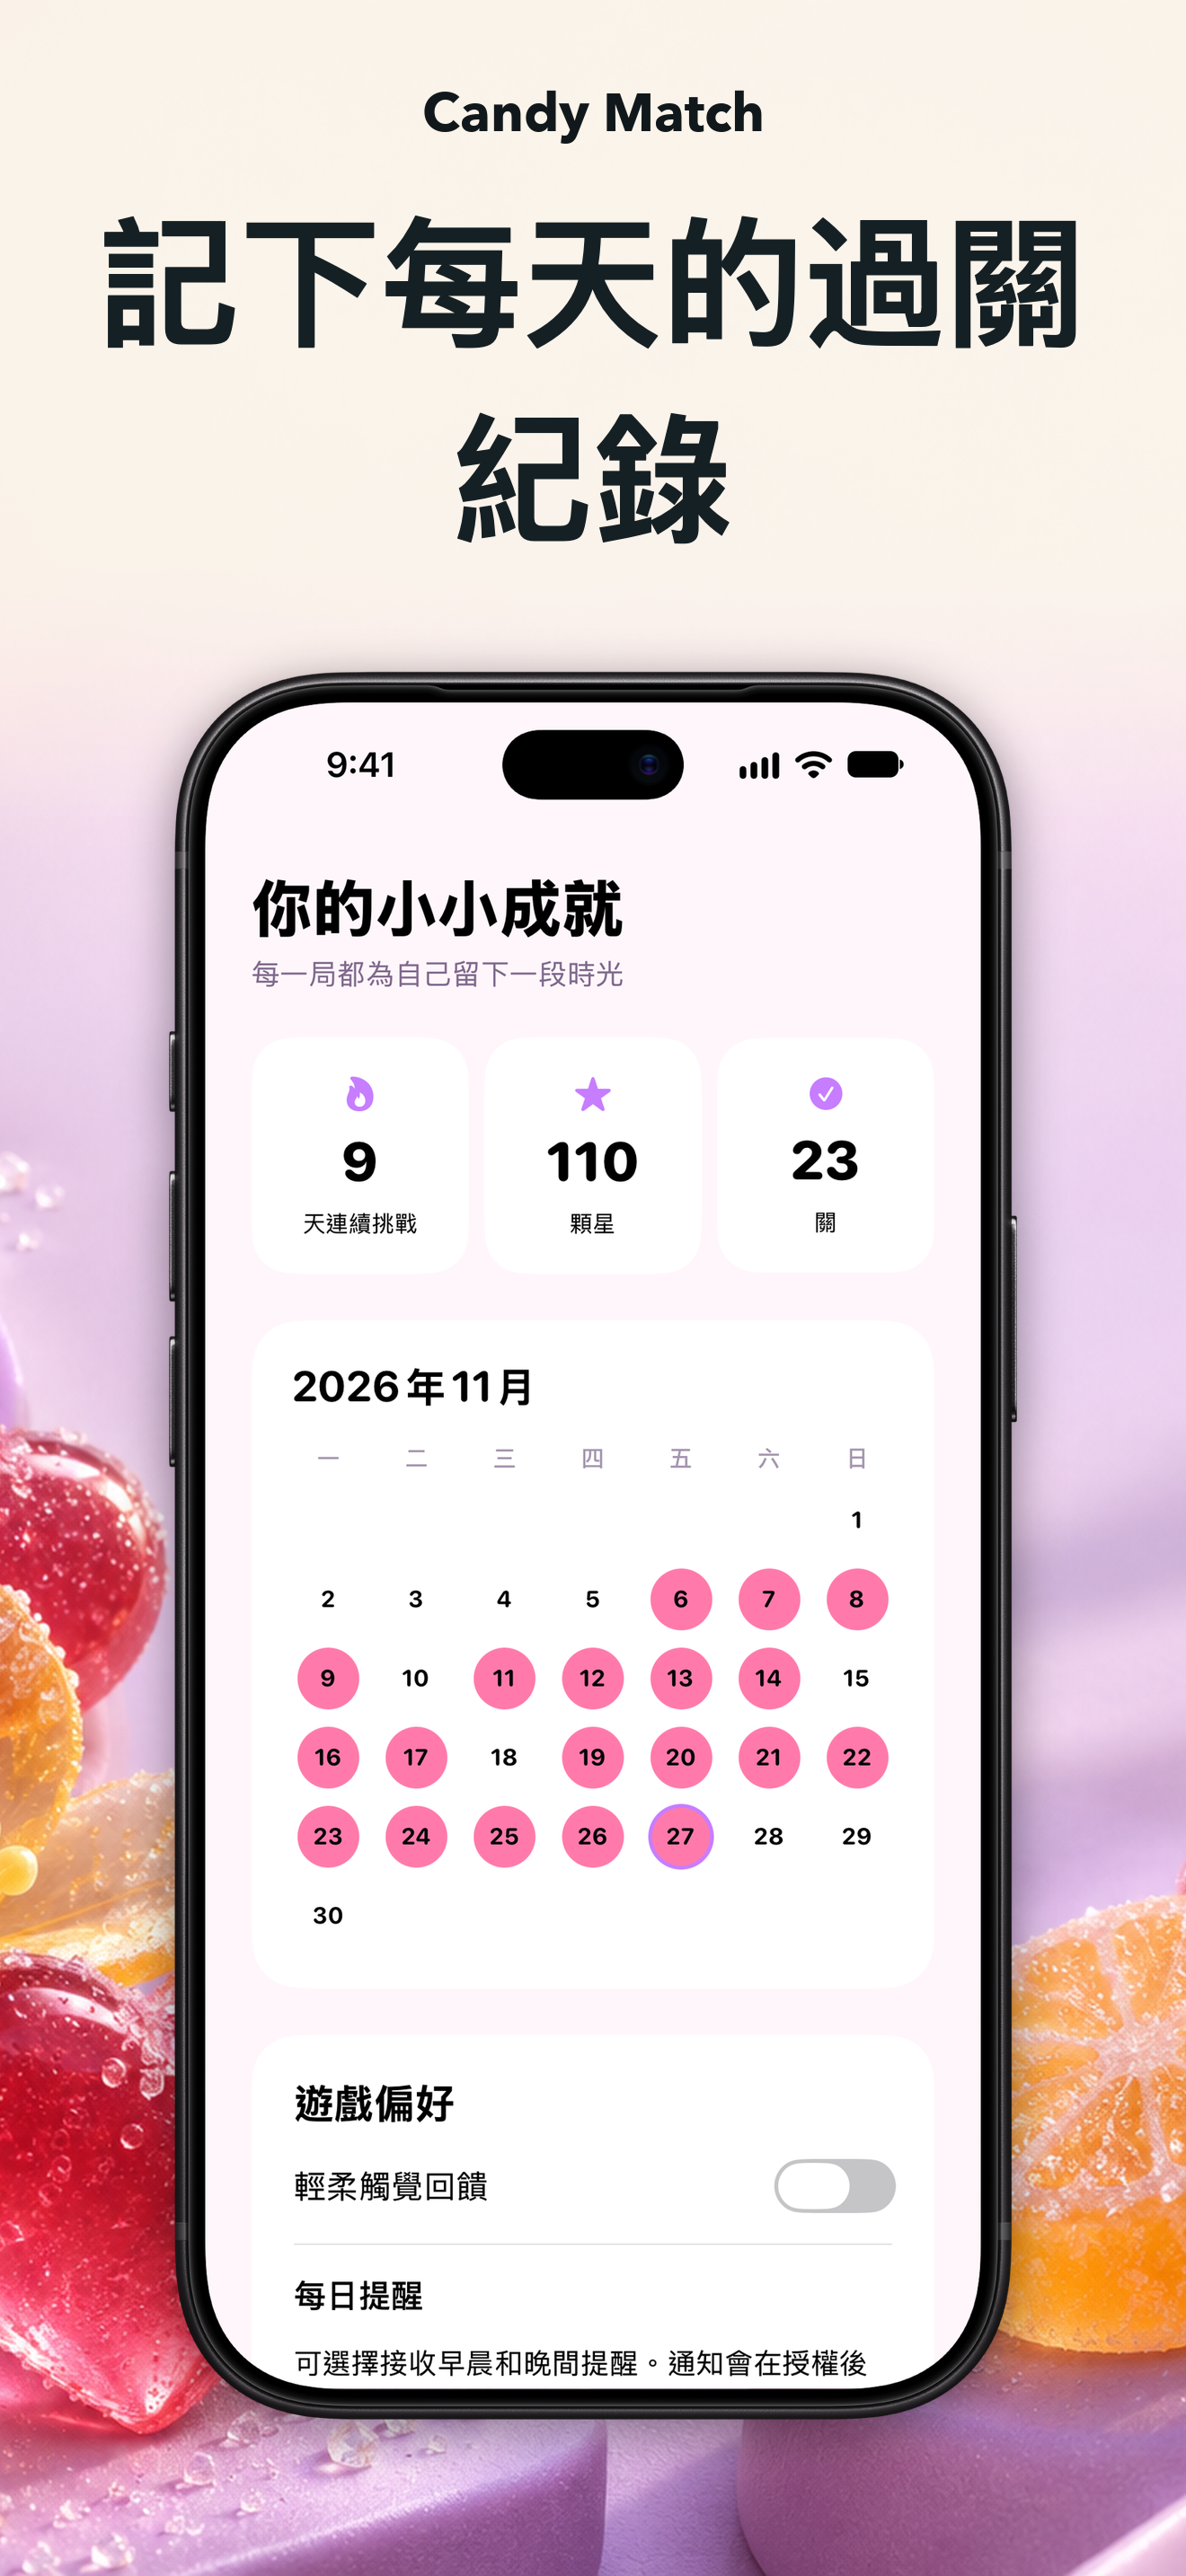 Candy Match
記下每天的過關
紀錄
9:41
你的小小成就
每一局都為自己留下一段時光
9
天連續挑戰
110
顆星
23
關
2026年11月
一 二 三 四 五 六 日
1
2 3 4 5 6 7 8
9 10 11 12 13 14 15
16 17 18 19 20 21 22
23 24 25 26 27 28 29
30
遊戲偏好
輕柔觸覺回饋
每日提醒
可選擇接收早晨和晚間提醒。通知會在授權後